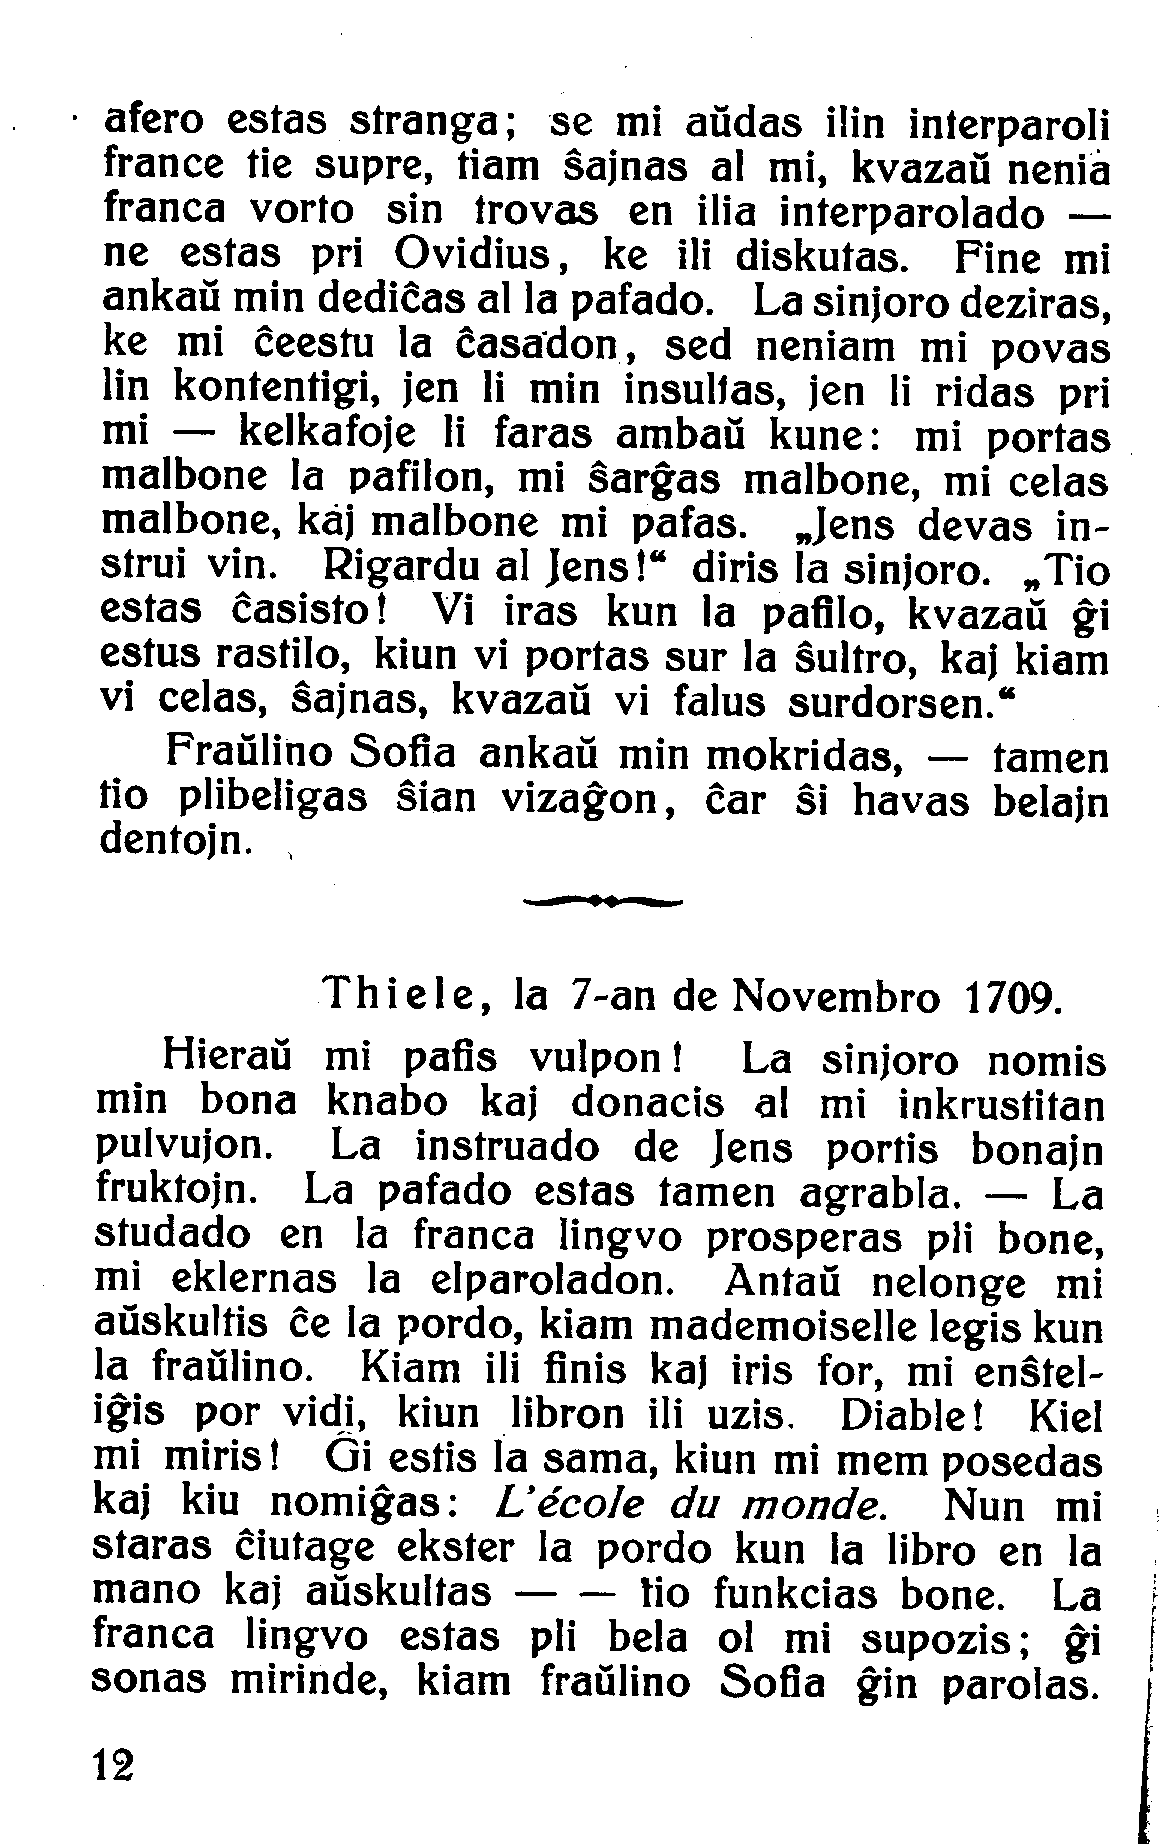 afero estas stranga; se mi aŭdas ilin interparoli
france tie supre, tiam ŝajnas al mi, kvazaŭ nenia
franca vorto sin trovas en ilia interparolado —
ne estas pri Ovidius, ke ili diskutas. Fine mi
ankaŭ min dediĉas al la pafado. La sinjoro deziras,
ke mi ĉeestu la ĉasadon, sed neniam mi povas
lin kontentigi, jen li min insultas, jen li ridas pri
mi — kelkafoje li faras ambaŭ kune: mi portas
malbone la pafilon, mi ŝarĝas malbone, mi celas
malbone, kaj malbone mi pafas. „Jens devas in-
strui vin. Rigardu al Jens!“ diris la sinjoro. „Tio
estas ĉasisto! Vi iras kun la pafilo, kvazaŭ ĝi
estus rastilo, kiun vi portas sur la ŝultro, kaj kiam
vi celas, ŝajnas, kvazaŭ vi falus surdorsen.“
Fraŭlino Sofia ankaŭ min mokridas, — tamen
tio plibeligas ŝian vizaĝon, ĉar ŝi havas belajn
dentojn.
Thiele, la 7-an de Novembro 1709.
Hieraŭ mi pafis vulpon! La sinjoro nomis
min bona knabo kaj donacis al mi inkrustitan
pulvujon. La instruado de Jens portis bonajn
fruktojn. La pafado estas tamen agrabla. — La
studado en la franca lingvo prosperas pli bone,
mi eklernas la elparoladon. Antaŭ nelonge mi
aŭskultis ĉe la pordo, kiam mademoiselle legis kun
la fraŭlino. Kiam ili finis kaj iris for, mi enŝtel-
iĝis por vidi, kiun libron ili uzis. Diable! Kiel
mi miris! Ĝi estis la sama, kiun mi mem posedas
kaj kiu nomiĝas: L'école du monde. Nun mi
staras ĉiutage ekster la pordo kun la libro en la
mano kaj aŭskultas — — tio funkcias bone. La
franca lingvo estas pli bela ol mi supozis; ĝi
sonas mirinde, kiam fraŭlino Sofia ĝin parolas.
12